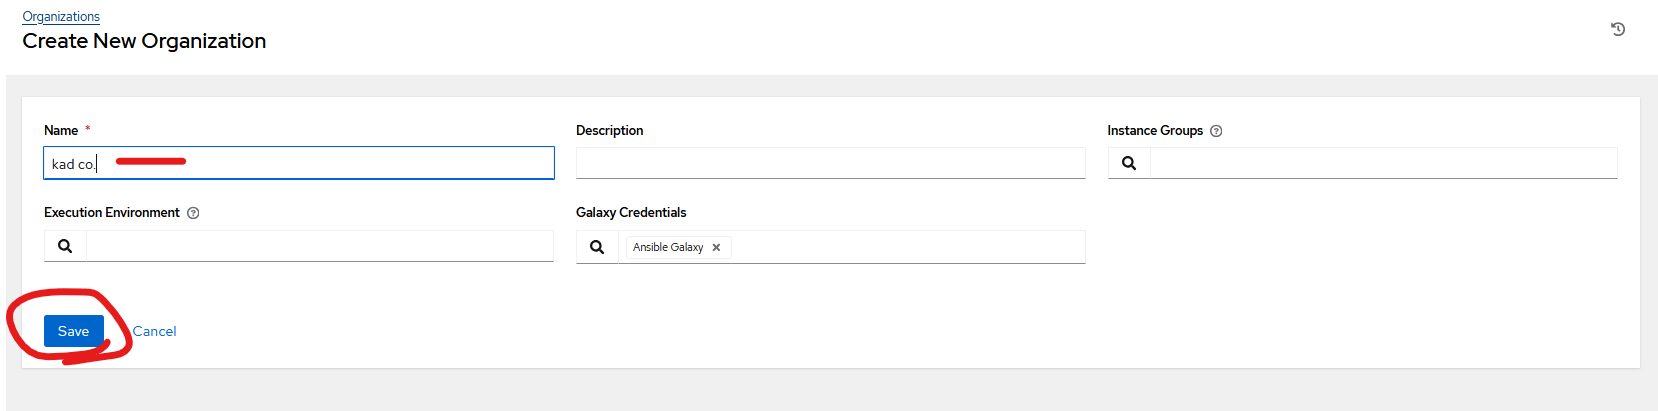 Organizations
Create New Organization
Name *
Description
Instance Groups
kad co.
Execution Environment
Galaxy Credentials
Ansible Galaxy
Save
Cancel